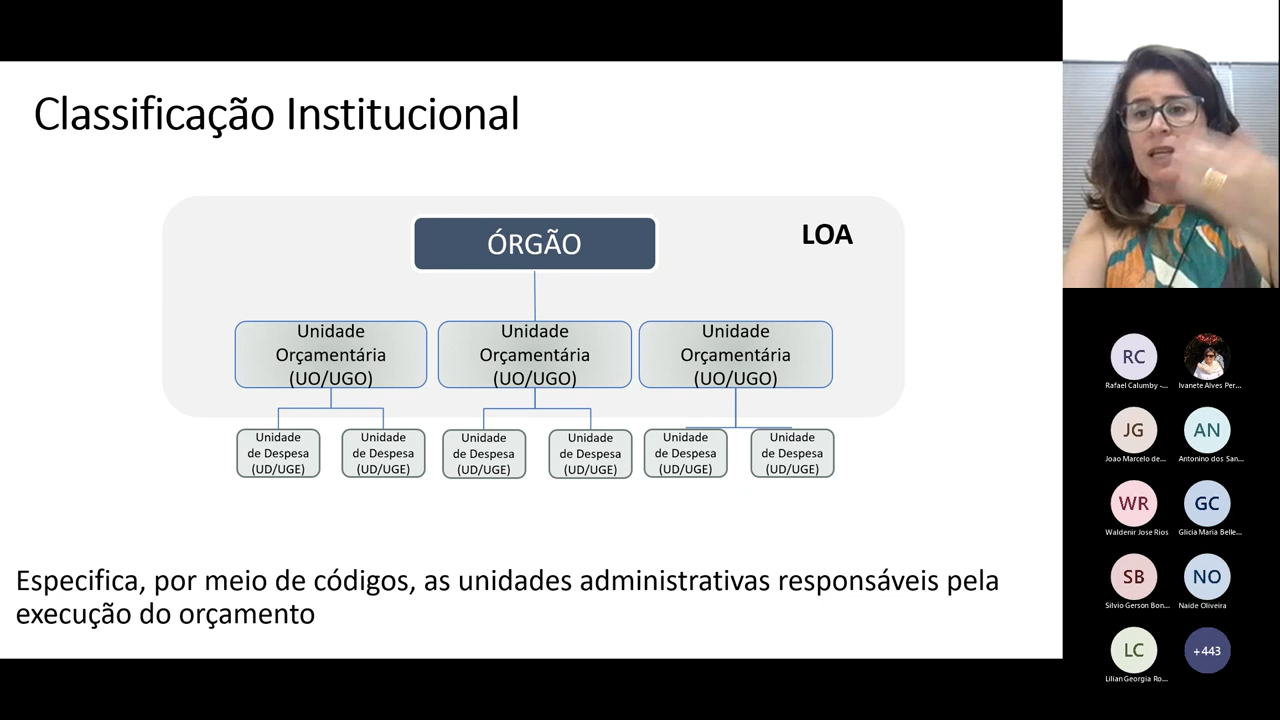 Classificação Institucional
ÓRGÃO
LOA
Unidade
Orçamentária
(UO/UGO)
Unidade
Orçamentária
(UO/UGO)
Unidade
Orçamentária
(UO/UGO)
Unidade
de Despesa
(UD/UGE)
Unidade
de Despesa
(UD/UGE)
Unidade
de Despesa
(UD/UGE)
Unidade
de Despesa
(UD/UGE)
Unidade
de Despesa
(UD/UGE)
Unidade
de Despesa
(UD/UGE)
Especifica, por meio de códigos, as unidades administrativas responsáveis pela
execução do orçamento
RC
Rafael Calumby -...
Ivanete Alves Per...
JG
Joao Marcelo de...
AN
Antonino dos San...
WR
Waldenir Jose Rios
GC
Glicia Maria Belle...
SB
Silvio Gerson Bon...
NO
Naide Oliveira
LC
Lilian Georgia Ro...
+443